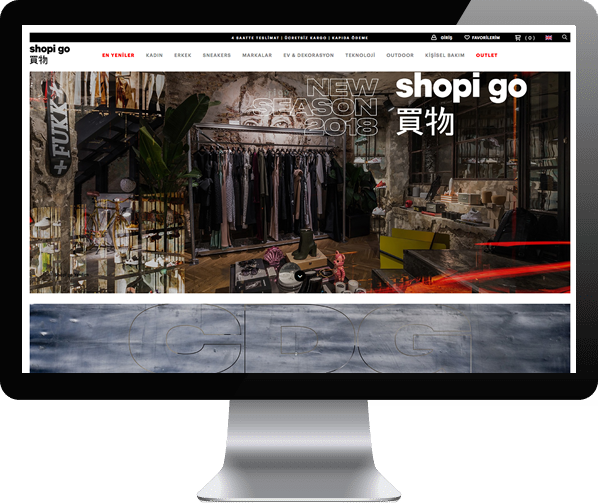 4 SAATTE TESLİMAT | ÜCRETSİZ KARGO | KAPIDA ÖDEME
GİRİŞ
FAVORİLERİM
( 0 )
shopi go
買物
EN YENİLER KADIN ERKEK SNEAKERS MARKALAR EV & DEKORASYON TEKNOLOJİ OUTDOOR KİŞİSEL BAKIM OUTLET
NEW
SEASON
2018
shopi go
買物
+FUKK
CDG